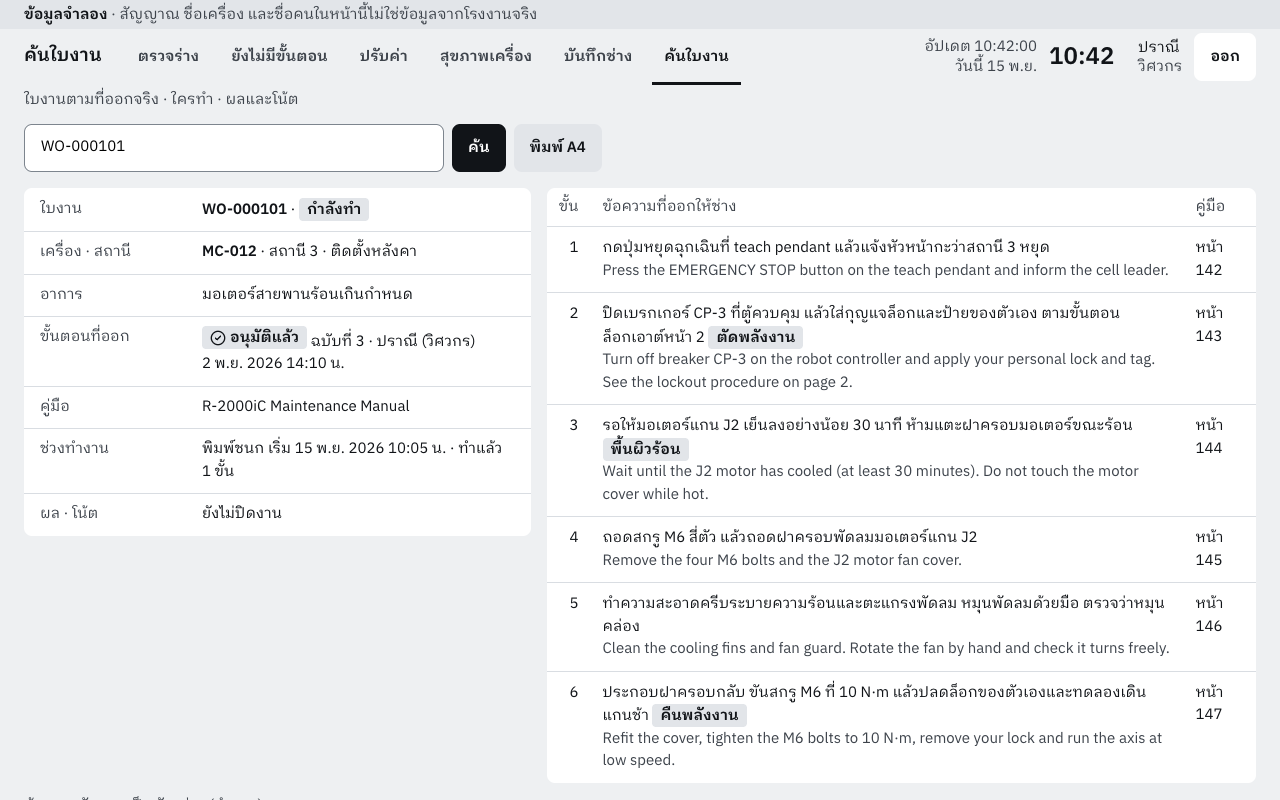 ข้อมูลจำลอง · สัญญาณ ชื่อเครื่อง และชื่อคนในหน้านี้ไม่ใช่ข้อมูลจากโรงงานจริง
ค้นใบงาน
ตรวจร่าง
ยังไม่มีขั้นตอน
ปรับค่า
สุขภาพเครื่อง
บันทึกช่าง
ค้นใบงาน
อัปเดต 10:42:00
วันนี้ 15 พ.ย.
10:42
ปราณี
วิศวกร
ออก
ใบงานตามที่ออกจริง · ใครทำ · ผลและโน้ต
WO-000101
ค้น
พิมพ์ A4
ใบงาน
WO-000101 · กำลังทำ
เครื่อง · สถานี
MC-012 · สถานี 3 · ติดตั้งหลังคา
อาการ
มอเตอร์สายพานร้อนเกินกำหนด
ขั้นตอนที่ออก
อนุมัติแล้ว ฉบับที่ 3 · ปราณี (วิศวกร)
2 พ.ย. 2026 14:10 น.
คู่มือ
R-2000iC Maintenance Manual
ช่วงทำงาน
พิมพ์ชนก เริ่ม 15 พ.ย. 2026 10:05 น. · ทำแล้ว
1 ขั้น
ผล · โน้ต
ยังไม่ปิดงาน
ขั้น
ข้อความที่ออกให้ช่าง
คู่มือ
1
กดปุ่มหยุดฉุกเฉินที่ teach pendant แล้วแจ้งหัวหน้ากะว่าสถานี 3 หยุด
Press the EMERGENCY STOP button on the teach pendant and inform the cell leader.
หน้า
142
2
ปิดเบรกเกอร์ CP-3 ที่ตู้ควบคุม แล้วใส่กุญแจล็อกและป้ายของตัวเอง ตามขั้นตอน
ล็อกเอาต์หน้า 2 ตัดพลังงาน
Turn off breaker CP-3 on the robot controller and apply your personal lock and tag.
See the lockout procedure on page 2.
หน้า
143
3
รอให้มอเตอร์แกน J2 เย็นลงอย่างน้อย 30 นาที ห้ามแตะฝาครอบมอเตอร์ขณะร้อน
พื้นผิวร้อน
Wait until the J2 motor has cooled (at least 30 minutes). Do not touch the motor
cover while hot.
หน้า
144
4
ถอดสกรู M6 สี่ตัว แล้วถอดฝาครอบพัดลมมอเตอร์แกน J2
Remove the four M6 bolts and the J2 motor fan cover.
หน้า
145
5
ทำความสะอาดครีบระบายความร้อนและตะแกรงพัดลม หมุนพัดลมด้วยมือ ตรวจว่าหมุน
คล่อง
Clean the cooling fins and fan guard. Rotate the fan by hand and check it turns freely.
หน้า
146
6
ประกอบฝาครอบกลับ ขันสกรู M6 ที่ 10 N·m แล้วปลดล็อกของตัวเองและทดลองเดิน
แกนช้า คืนพลังงาน
Refit the cover, tighten the M6 bolts to 10 N·m, remove your lock and run the axis at
low speed.
หน้า
147